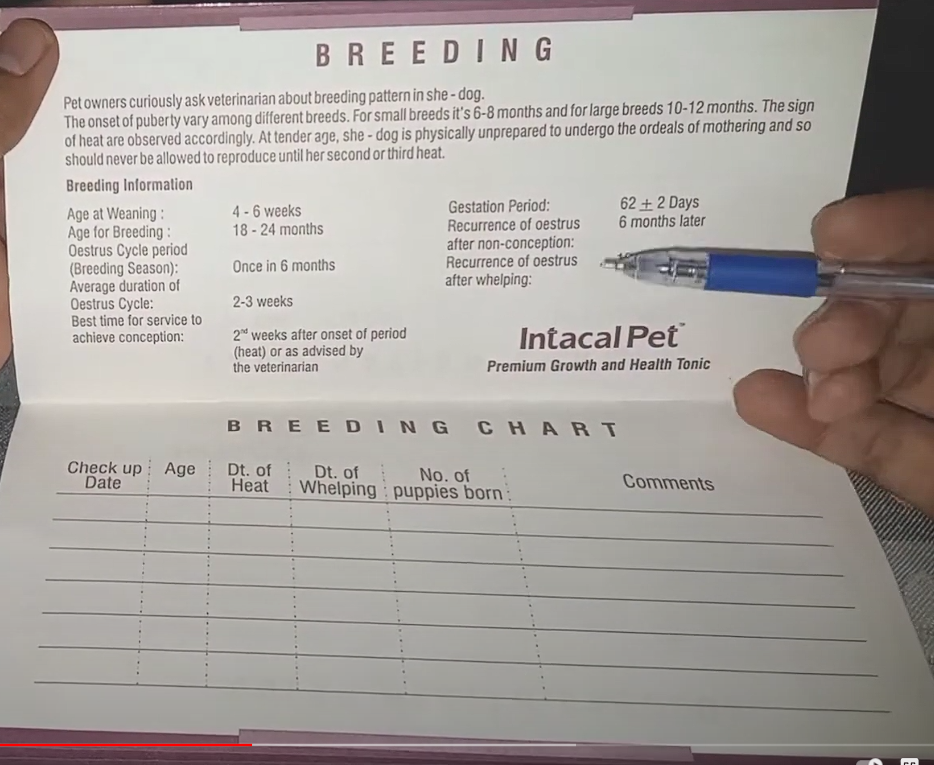 BREEDING
Pet owners curiously ask veterinarian about breeding pattern in she - dog.
The onset of puberty vary among different breeds. For small breeds it's 6-8 months and for large breeds 10-12 months. The sign
of heat are observed accordingly. At tender age, she - dog is physically unprepared to undergo the ordeals of mothering and so
should never be allowed to reproduce until her second or third heat.
Breeding Information
Age at Weaning : 4 - 6 weeks
Age for Breeding : 18 - 24 months
Oestrus Cycle period
(Breeding Season): Once in 6 months
Average duration of
Oestrus Cycle: 2-3 weeks
Best time for service to
achieve conception: 2nd weeks after onset of period
(heat) or as advised by
the veterinarian
Gestation Period: 62 ± 2 Days
Recurrence of oestrus 6 months later
after non-conception:
Recurrence of oestrus
after whelping:
Intacal Pet™
Premium Growth and Health Tonic
BREEDING CHART
Check up Date
Age
Dt. of Heat
Dt. of Whelping
No. of puppies born
Comments